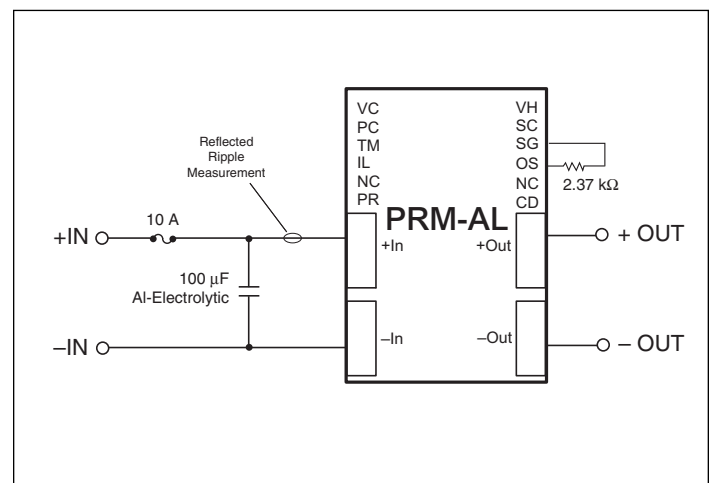 VC
PC
TM
IL
NC
PR
VH
SC
SG
OS
NC
CD
2.37 kΩ
Reflected
Ripple
Measurement
PRM-AL
10 A
+IN
+In
+Out
+ OUT
100 μF
Al-Electrolytic
–IN
–In
–Out
– OUT